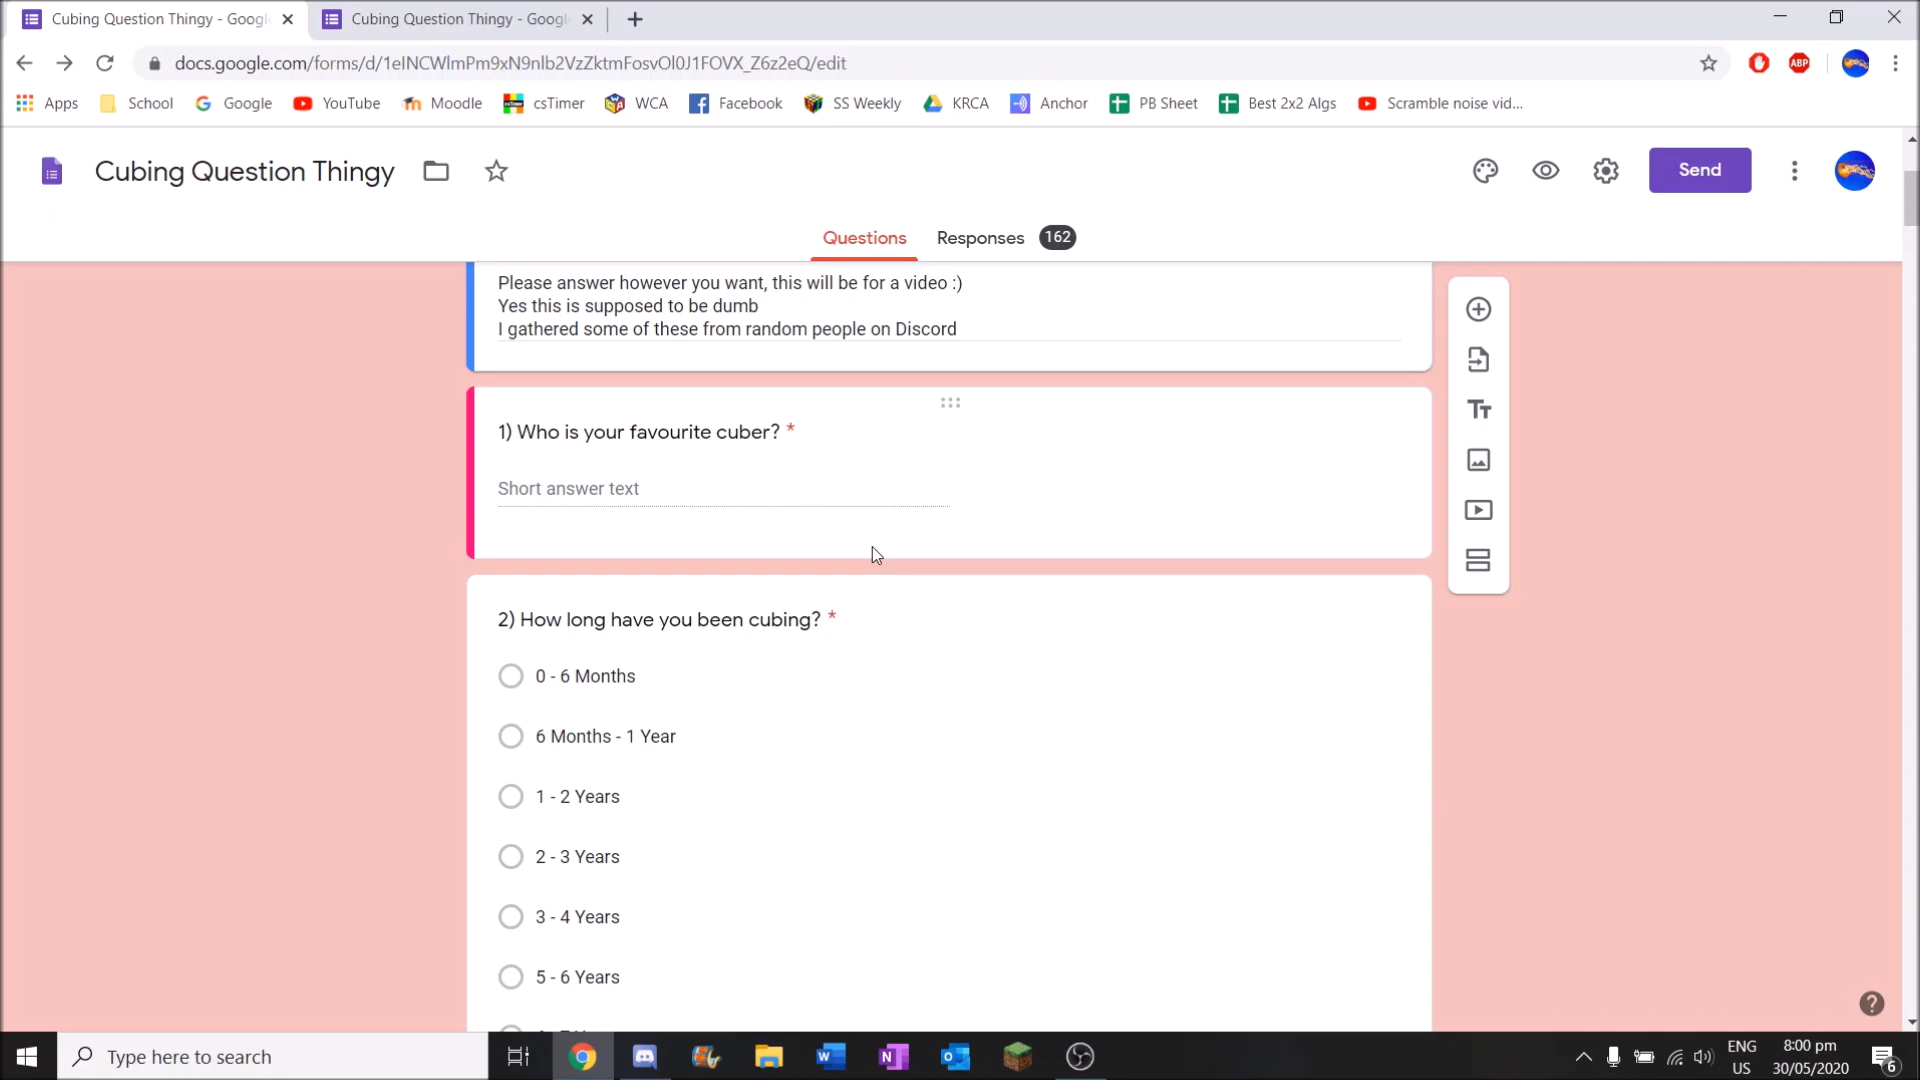 Cubing Question Thingy - Googl
Cubing Question Thingy - Googl
docs.google.com/forms/d/1eINCWlmPm9xN9nlb2VzZktmFosvOl0J1FOVX_Z6z2eQ/edit
ABP
Apps
School
Google
YouTube
Moodle
csTimer
WCA
Facebook
SS Weekly
KRCA
Anchor
PB Sheet
Best 2x2 Algs
Scramble noise vid...
Cubing Question Thingy
Send
Questions
Responses
162
Please answer however you want, this will be for a video :)
Yes this is supposed to be dumb
I gathered some of these from random people on Discord
1) Who is your favourite cuber? *
Short answer text
2) How long have you been cubing? *
0 - 6 Months
6 Months - 1 Year
1 - 2 Years
2 - 3 Years
3 - 4 Years
5 - 6 Years
Type here to search
ENG
US
8:00 pm
30/05/2020
6